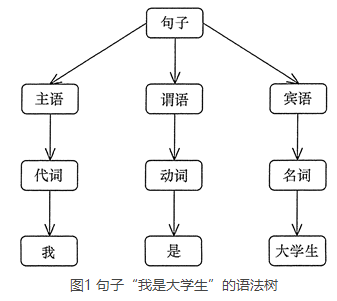 句子
主语 谓语 宾语
代词 动词 名词
我 是 大学生
图1 句子“我是大学生”的语法树